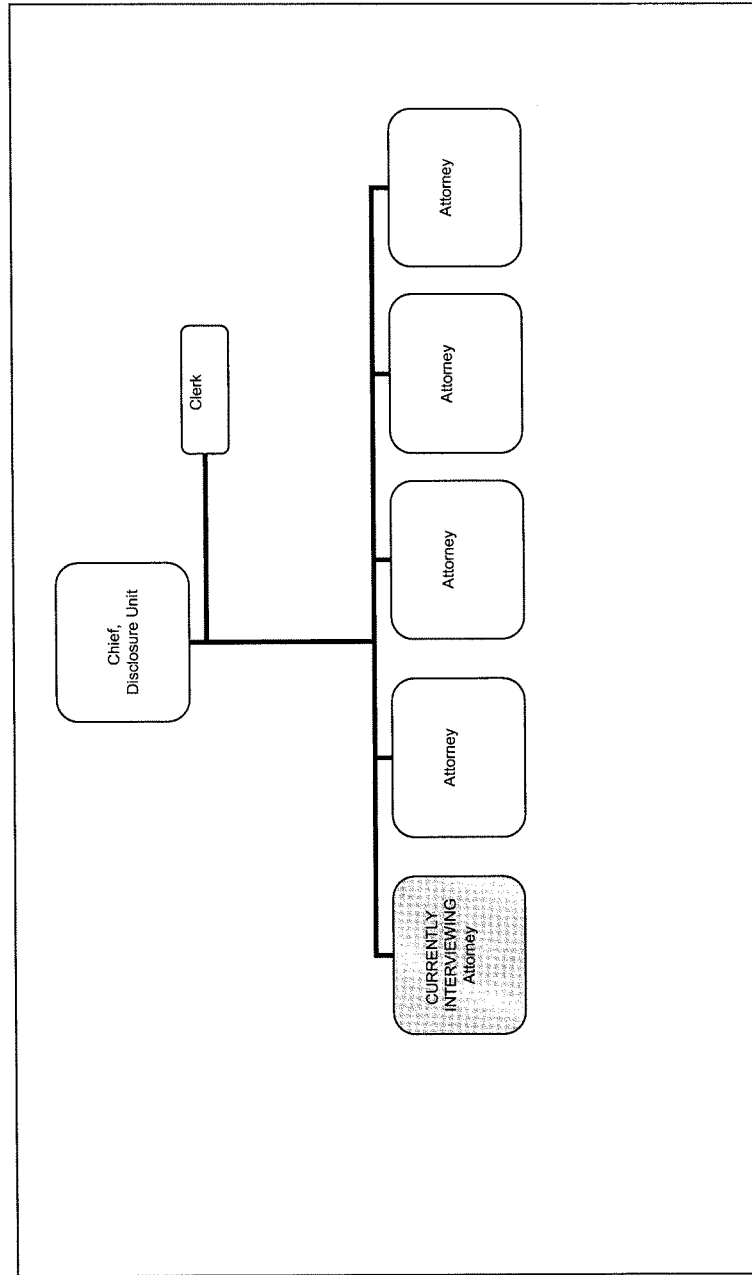 Chief,
Disclosure Unit
Clerk
CURRENTLY
INTERVIEWING
Attorney
Attorney
Attorney
Attorney
Attorney